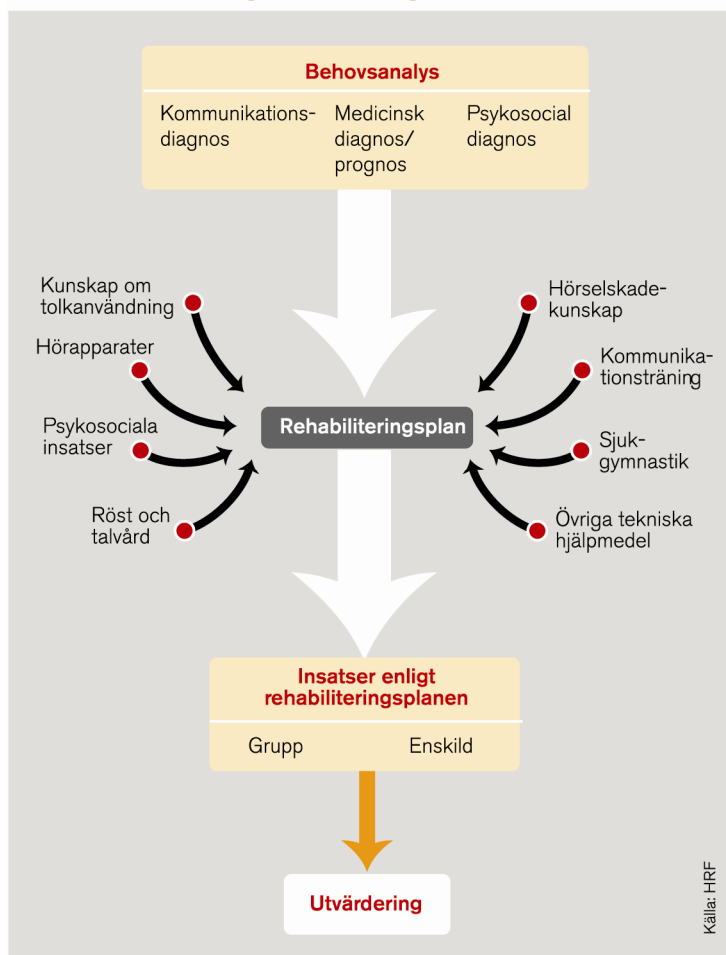 Behovsanalys
Kommunikations-
diagnos
Medicinsk
diagnos/
prognos
Psykosocial
diagnos
Kunskap om
tolkanvändning
Hörapparater
Psykosociala
insatser
Röst och
talvård
Rehabiliteringsplan
Hörselskade-
kunskap
Kommunika-
tionsträning
Sjuk-
gymnastik
Övriga tekniska
hjälpmedel
Insatser enligt
rehabiliteringsplanen
Grupp
Enskild
Utvärdering
Källa: HRF